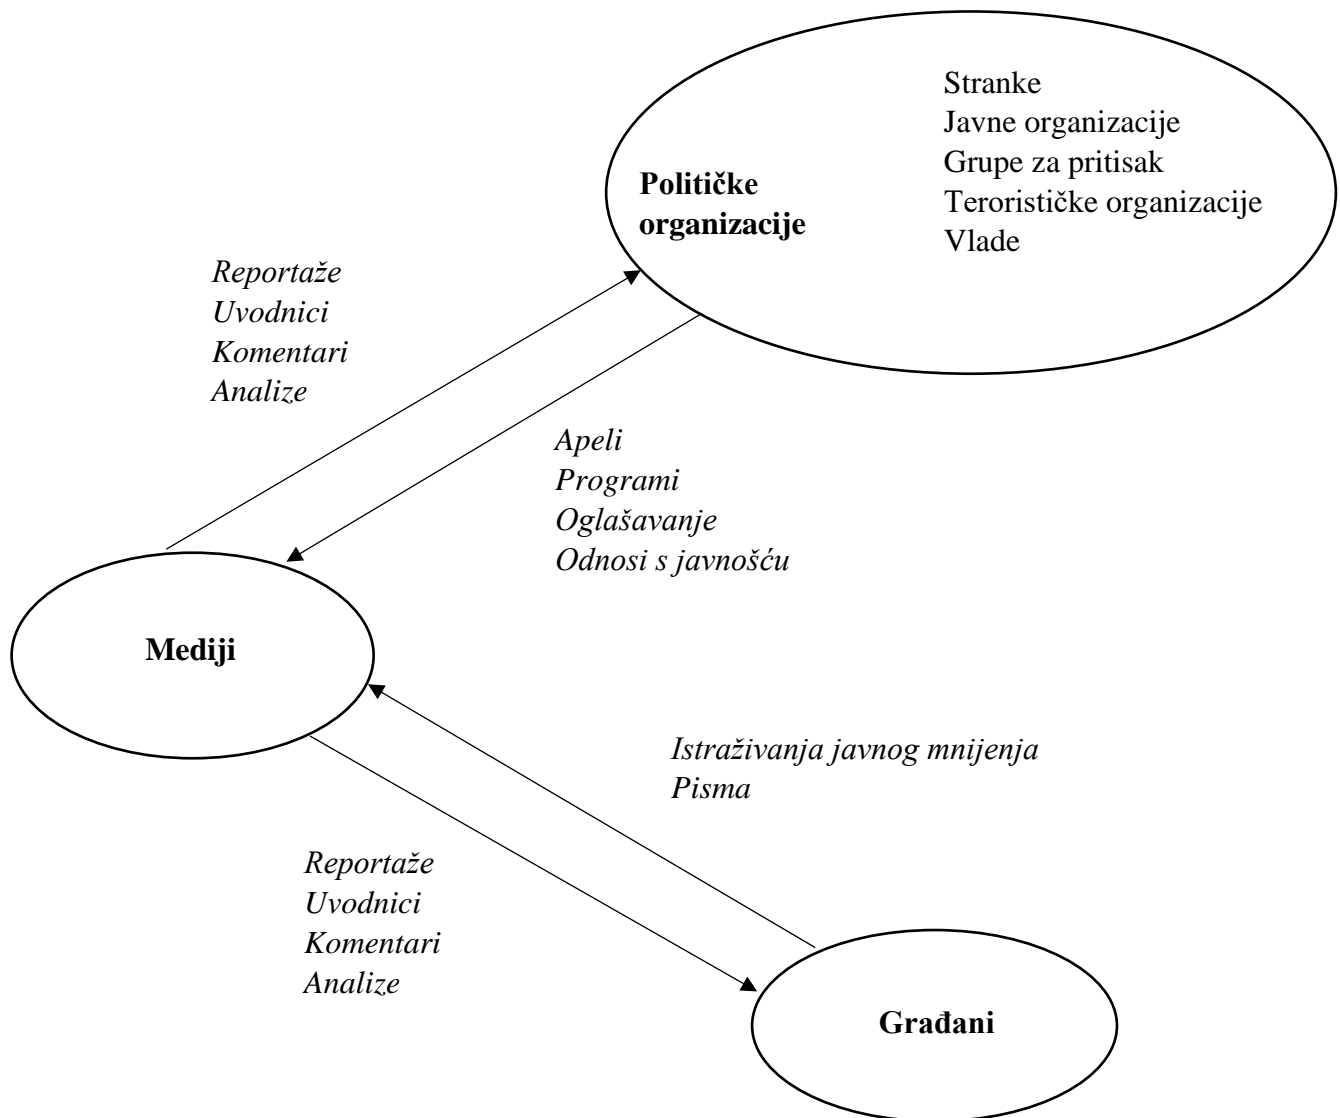 Stranke
Javne organizacije
Grupe za pritisak
Terorističke organizacije
Vlade
Političke
organizacije
Reportaže
Uvodnici
Komentari
Analize
Apeli
Programi
Oglašavanje
Odnosi s javnošću
Mediji
Istraživanja javnog mnijenja
Pisma
Reportaže
Uvodnici
Komentari
Analize
Građani